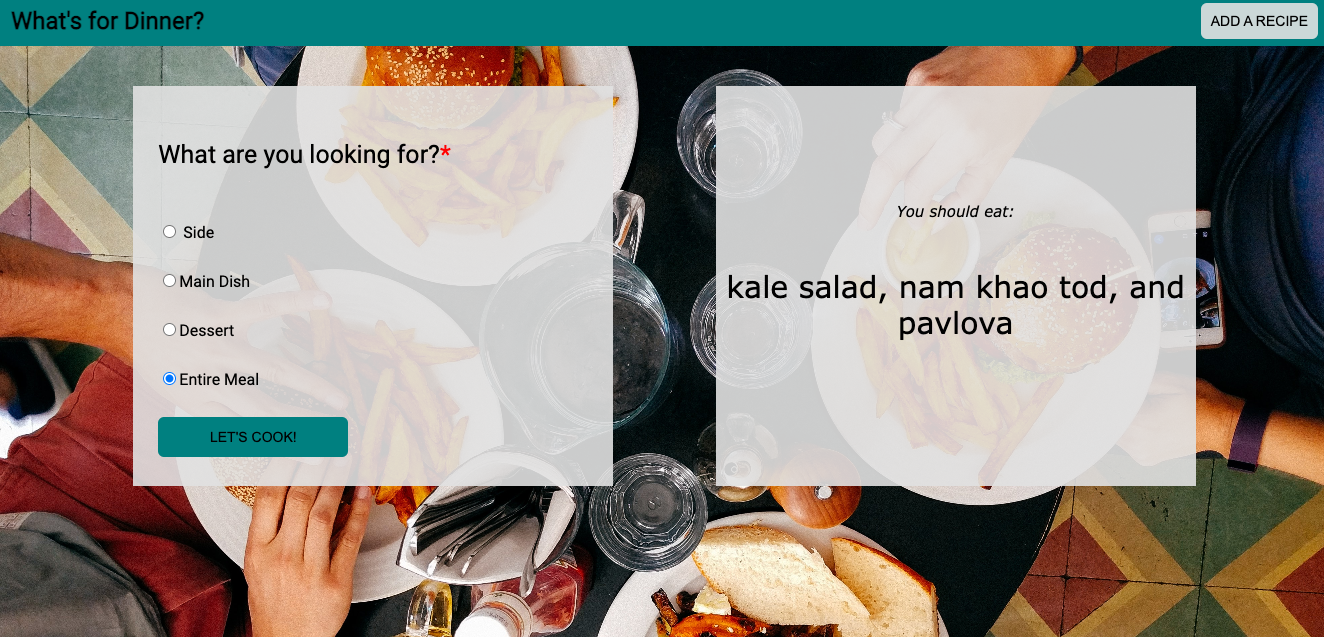 What's for Dinner?
ADD A RECIPE
What are you looking for?*
Side
Main Dish
Dessert
Entire Meal
LET'S COOK!
You should eat:
kale salad, nam khao tod, and
pavlova